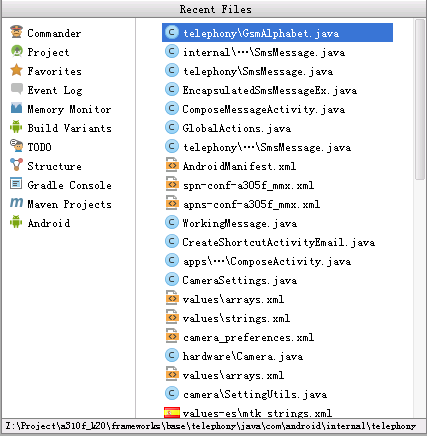 Recent Files
Commander
Project
Favorites
Event Log
Memory Monitor
Build Variants
TODO
Structure
Gradle Console
Maven Projects
Android
telephony\GsmAlphabet.java
internal\…\SmsMessage.java
telephony\SmsMessage.java
EncapsulatedSmsMessageEx.java
ComposeMessageActivity.java
GlobalActions.java
telephony\…\SmsMessage.java
AndroidManifest.xml
spn-conf-a305f_mmx.xml
apns-conf-a305f_mmx.xml
WorkingMessage.java
CreateShortcutActivityEmail.java
apps\…\ComposeActivity.java
CameraSettings.java
values\arrays.xml
values\strings.xml
camera_preferences.xml
hardware\Camera.java
values\arrays.xml
camera\SettingUtils.java
values-es\mtk_strings.xml
Z:\Project\a310f_k20\frameworks\base\telephony\java\com\android\internal\telephony